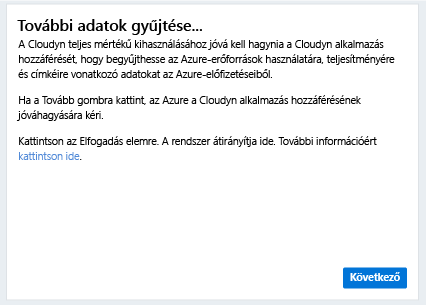 További adatok gyűjtése...
A Cloudyn teljes mértékű kihasználásához jóvá kell hagynia a Cloudyn alkalmazás
hozzáférését, hogy begyűjthesse az Azure-erőforrások használatára, teljesítményére
és címkéire vonatkozó adatokat az Azure-előfizetéseiből.
Ha a Tovább gombra kattint, az Azure a Cloudyn alkalmazás hozzáférésének
jóváhagyására kéri.
Kattintson az Elfogadás elemre. A rendszer átirányítja ide. További információért
kattintson ide.
Következő